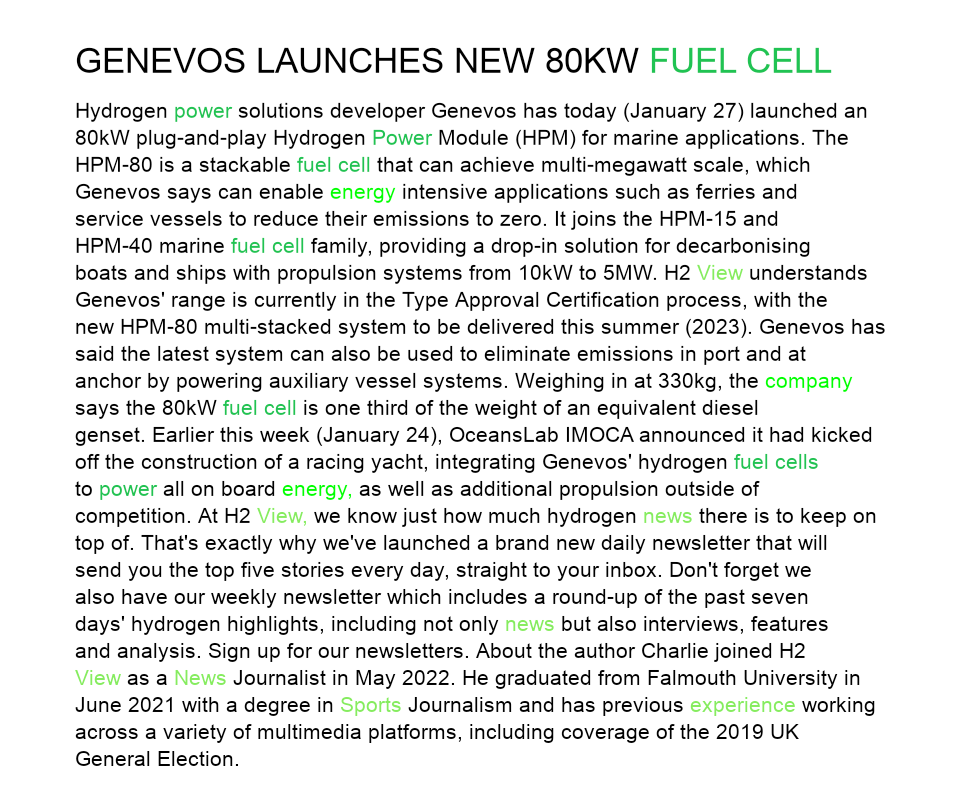 GENEVOS LAUNCHES NEW 80KW FUEL CELL
Hydrogen power solutions developer Genevos has today (January 27) launched an
80kW plug-and-play Hydrogen Power Module (HPM) for marine applications. The
HPM-80 is a stackable fuel cell that can achieve multi-megawatt scale, which
Genevos says can enable energy intensive applications such as ferries and
service vessels to reduce their emissions to zero. It joins the HPM-15 and
HPM-40 marine fuel cell family, providing a drop-in solution for decarbonising
boats and ships with propulsion systems from 10kW to 5MW. H2 View understands
Genevos' range is currently in the Type Approval Certification process, with the
new HPM-80 multi-stacked system to be delivered this summer (2023). Genevos has
said the latest system can also be used to eliminate emissions in port and at
anchor by powering auxiliary vessel systems. Weighing in at 330kg, the company
says the 80kW fuel cell is one third of the weight of an equivalent diesel
genset. Earlier this week (January 24), OceansLab IMOCA announced it had kicked
off the construction of a racing yacht, integrating Genevos' hydrogen fuel cells
to power all on board energy, as well as additional propulsion outside of
competition. At H2 View, we know just how much hydrogen news there is to keep on
top of. That's exactly why we've launched a brand new daily newsletter that will
send you the top five stories every day, straight to your inbox. Don't forget we
also have our weekly newsletter which includes a round-up of the past seven
days' hydrogen highlights, including not only news but also interviews, features
and analysis. Sign up for our newsletters. About the author Charlie joined H2
View as a News Journalist in May 2022. He graduated from Falmouth University in
June 2021 with a degree in Sports Journalism and has previous experience working
across a variety of multimedia platforms, including coverage of the 2019 UK
General Election.